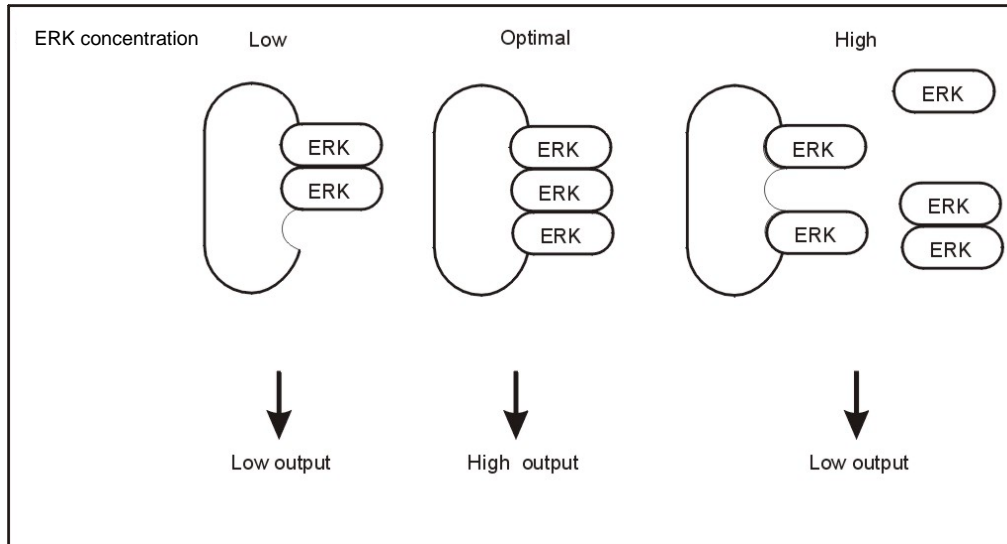 ERK concentration Low Optimal High
ERK
ERK ERK ERK
ERK ERK
ERK
ERK ERK ERK
Low output High output Low output